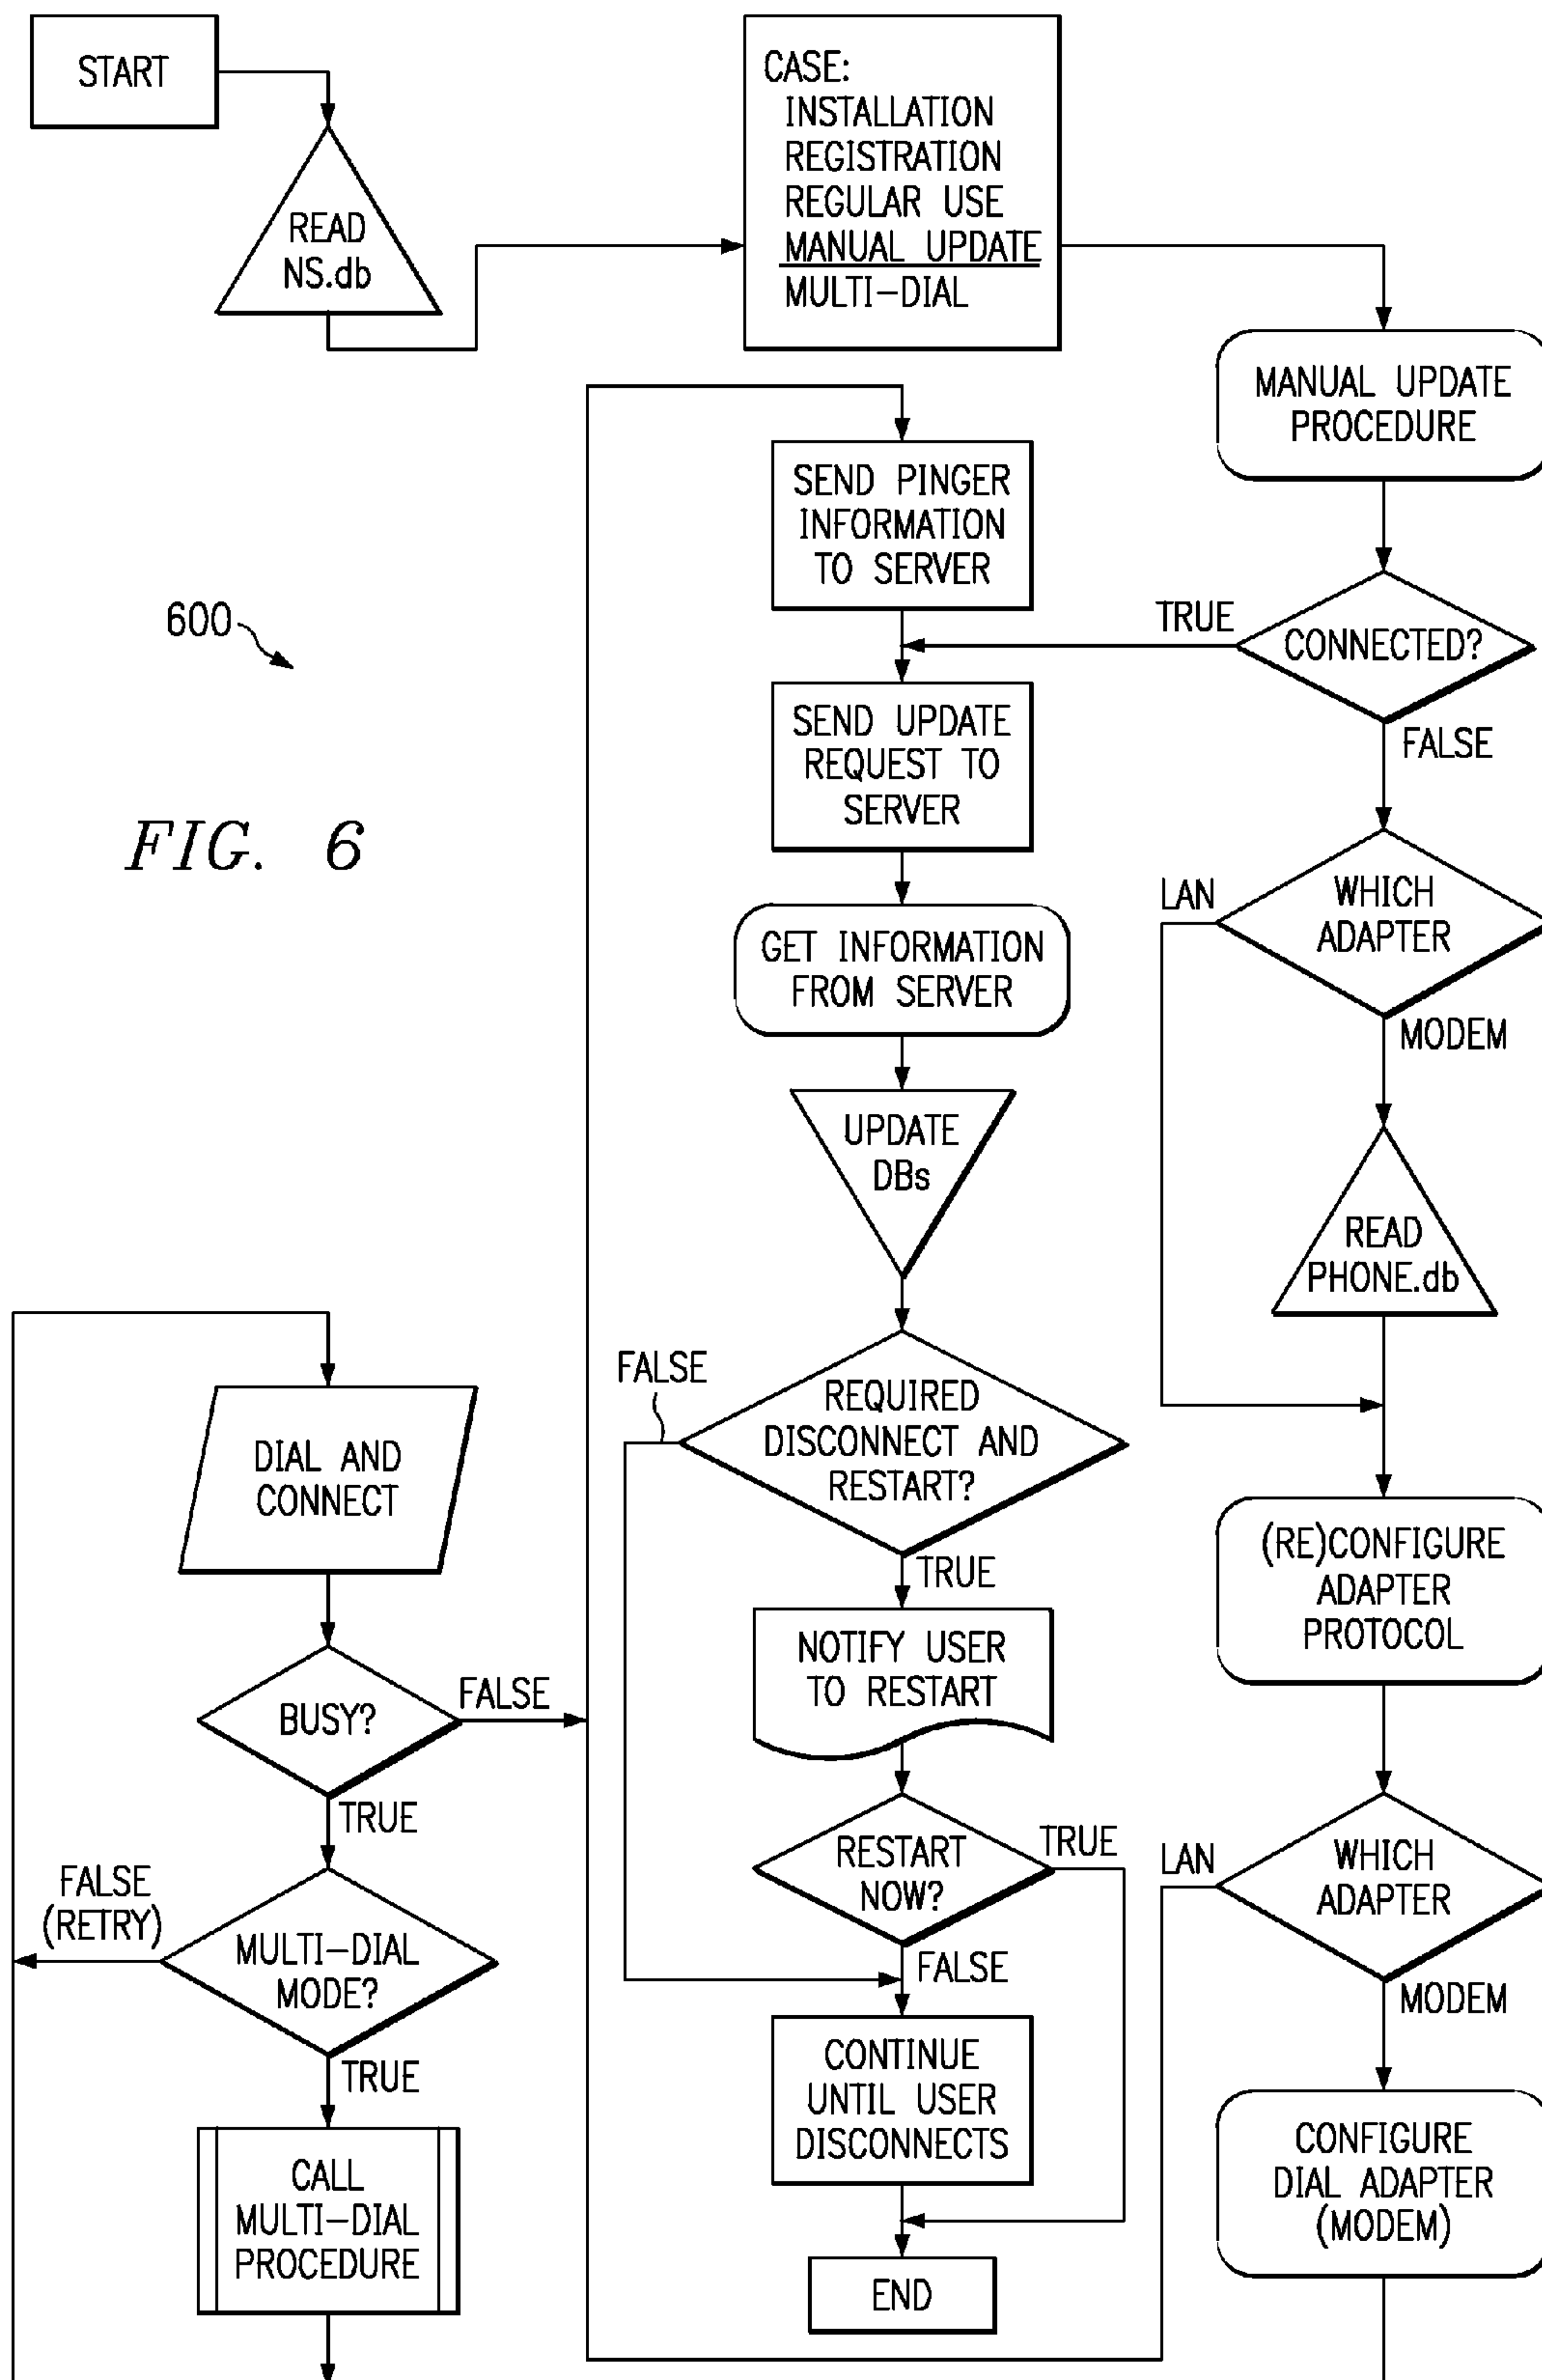 START
READ
NS.db
CASE:
INSTALLATION
REGISTRATION
REGULAR USE
MANUAL UPDATE
MULTI-DIAL
MANUAL UPDATE
PROCEDURE
SEND PINGER
INFORMATION
TO SERVER
TRUE
CONNECTED?
FALSE
600
SEND UPDATE
REQUEST TO
SERVER
FIG. 6
LAN
WHICH
ADAPTER
MODEM
GET INFORMATION
FROM SERVER
UPDATE
DBs
READ
PHONE.db
FALSE
REQUIRED
DISCONNECT AND
RESTART?
TRUE
DIAL AND
CONNECT
(RE)CONFIGURE
ADAPTER
PROTOCOL
NOTIFY USER
TO RESTART
BUSY?
FALSE
TRUE
RESTART
NOW?
TRUE
FALSE
LAN
WHICH
ADAPTER
MODEM
FALSE
(RETRY)
MULTI-DIAL
MODE?
TRUE
CONTINUE
UNTIL USER
DISCONNECTS
CONFIGURE
DIAL ADAPTER
(MODEM)
CALL
MULTI-DIAL
PROCEDURE
END